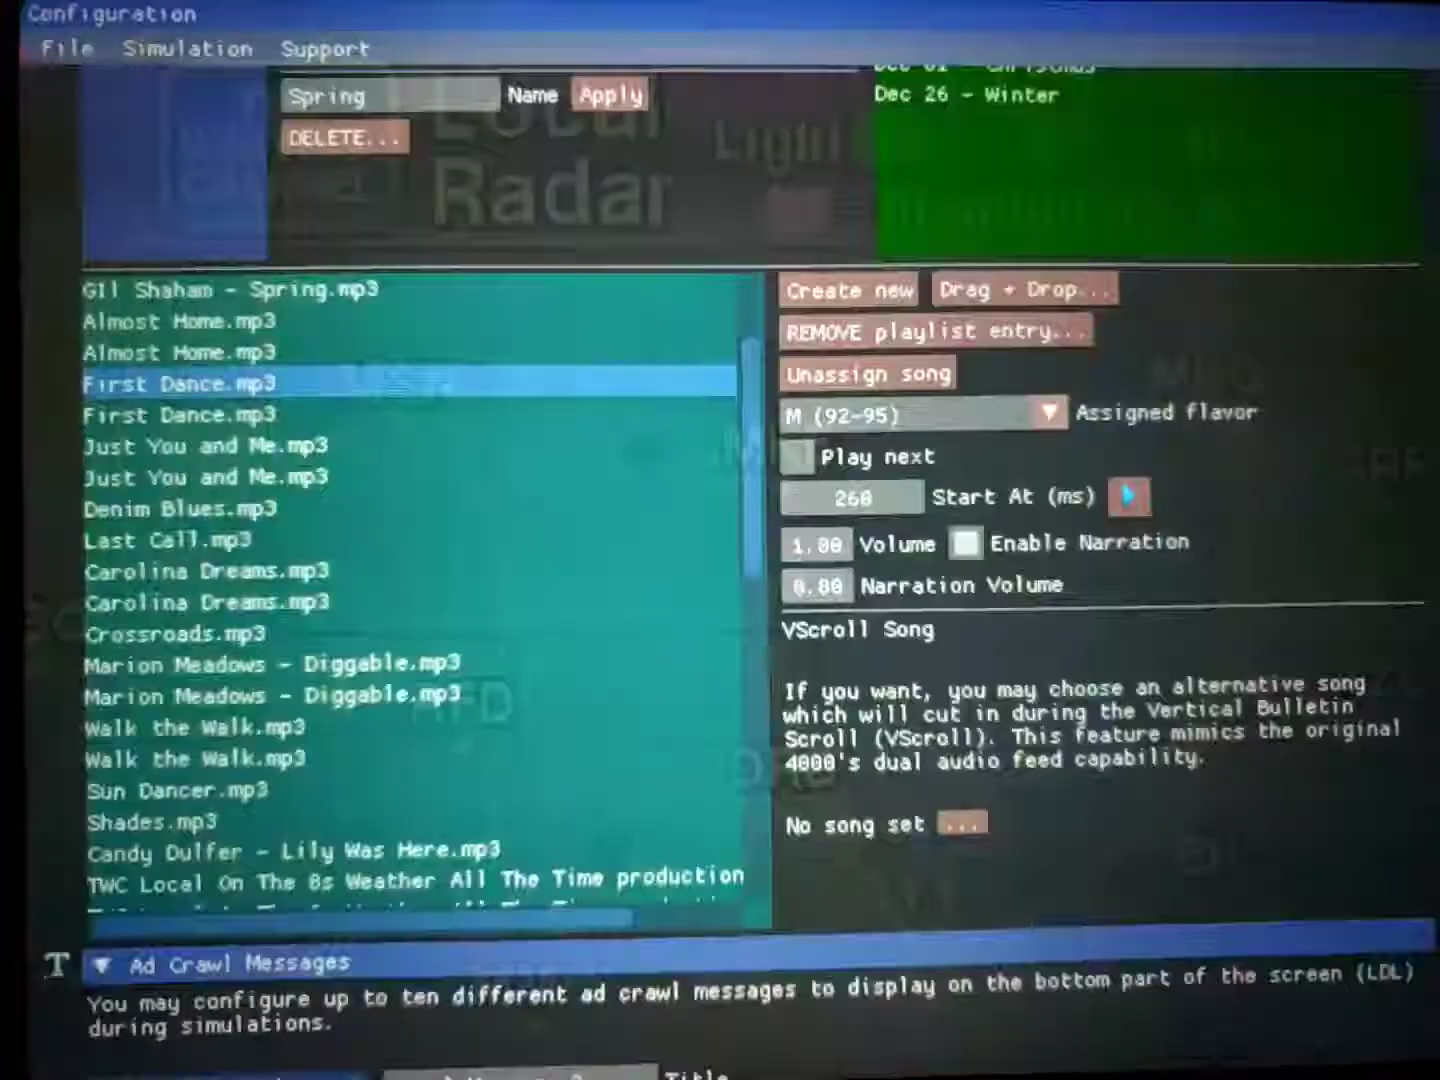 Configuration
File Simulation Support
Spring Name Apply
DELETE...
Dec 26 - Winter
Local
Radar
Light
Gil Shaham - Spring.mp3
Almost Home.mp3
Almost Home.mp3
First Dance.mp3
First Dance.mp3
Just You and Me.mp3
Just You and Me.mp3
Denim Blues.mp3
Last Call.mp3
Carolina Dreams.mp3
Carolina Dreams.mp3
Crossroads.mp3
Marion Meadows - Diggable.mp3
Marion Meadows - Diggable.mp3
Walk the Walk.mp3
Walk the Walk.mp3
Sun Dancer.mp3
Shades.mp3
Candy Dulfer - Lily Was Here.mp3
TWC Local On The 8s Weather All The Time production
Create new Drag + Drop...
REMOVE playlist entry...
Unassign song
M (92-95) Assigned flavor
Play next
260 Start At (ms)
1.00 Volume Enable Narration
0.80 Narration Volume
VScroll Song
If you want, you may choose an alternative song
which will cut in during the Vertical Bulletin
Scroll (VScroll). This feature mimics the original
4000's dual audio feed capability.
No song set ...
T Ad Crawl Messages
You may configure up to ten different ad crawl messages to display on the bottom part of the screen (LDL)
during simulations.
Title